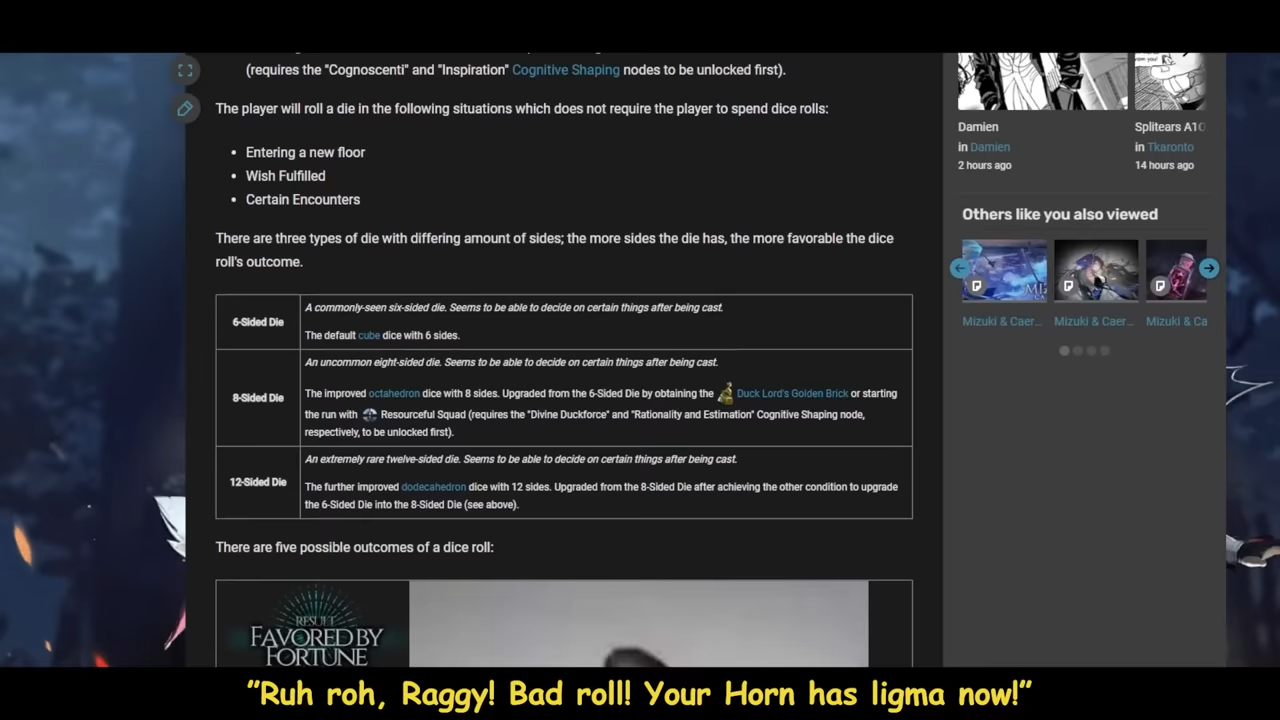 (requires the "Cognoscenti" and "Inspiration" Cognitive Shaping nodes to be unlocked first).
The player will roll a die in the following situations which does not require the player to spend dice rolls:
• Entering a new floor
• Wish Fulfilled
• Certain Encounters
There are three types of die with differing amount of sides; the more sides the die has, the more favorable the dice
roll's outcome.
6-Sided Die
A commonly-seen six-sided die. Seems to be able to decide on certain things after being cast.
The default cube dice with 6 sides.
8-Sided Die
An uncommon eight-sided die. Seems to be able to decide on certain things after being cast.
The improved octahedron dice with 8 sides. Upgraded from the 6-Sided Die by obtaining the Duck Lord's Golden Brick or starting
the run with Resourceful Squad (requires the "Divine Duckforce" and "Rationality and Estimation" Cognitive Shaping node,
respectively, to be unlocked first).
12-Sided Die
An extremely rare twelve-sided die. Seems to be able to decide on certain things after being cast.
The further improved dodecahedron dice with 12 sides. Upgraded from the 8-Sided Die after achieving the other condition to upgrade
the 6-Sided Die into the 8-Sided Die (see above).
There are five possible outcomes of a dice roll:
RESULT
FAVORED BY
FORTUNE
Damien
in Damien
2 hours ago
Splitears A1
in Tkaronto
14 hours ago
Others like you also viewed
Mizuki & Caer...
Mizuki & Caer...
Mizuki & Ca
"Ruh roh, Raggy! Bad roll! Your Horn has ligma now!"